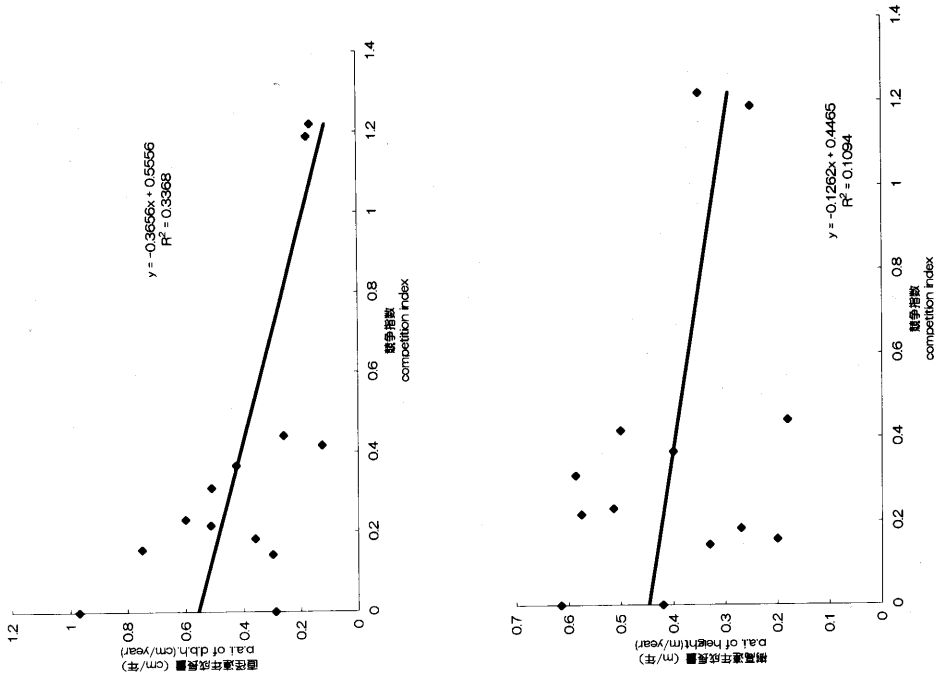 1.2
1
0.8
0.6
0.4
0.2
0
直径連年成長量 (cm/年)
p.a.i. of d.b.h.(cm/year)
y = -0.3656x + 0.5556
R² = 0.3368
0
0.2
0.4
0.6
0.8
1
1.2
1.4
競争指数
competition index
0.7
0.6
0.5
0.4
0.3
0.2
0.1
0
樹高連年成長量 (m/年)
p.a.i. of height(m/year)
y = -0.1262x + 0.4465
R² = 0.1094
0
0.2
0.4
0.6
0.8
1
1.2
1.4
競争指数
competition index